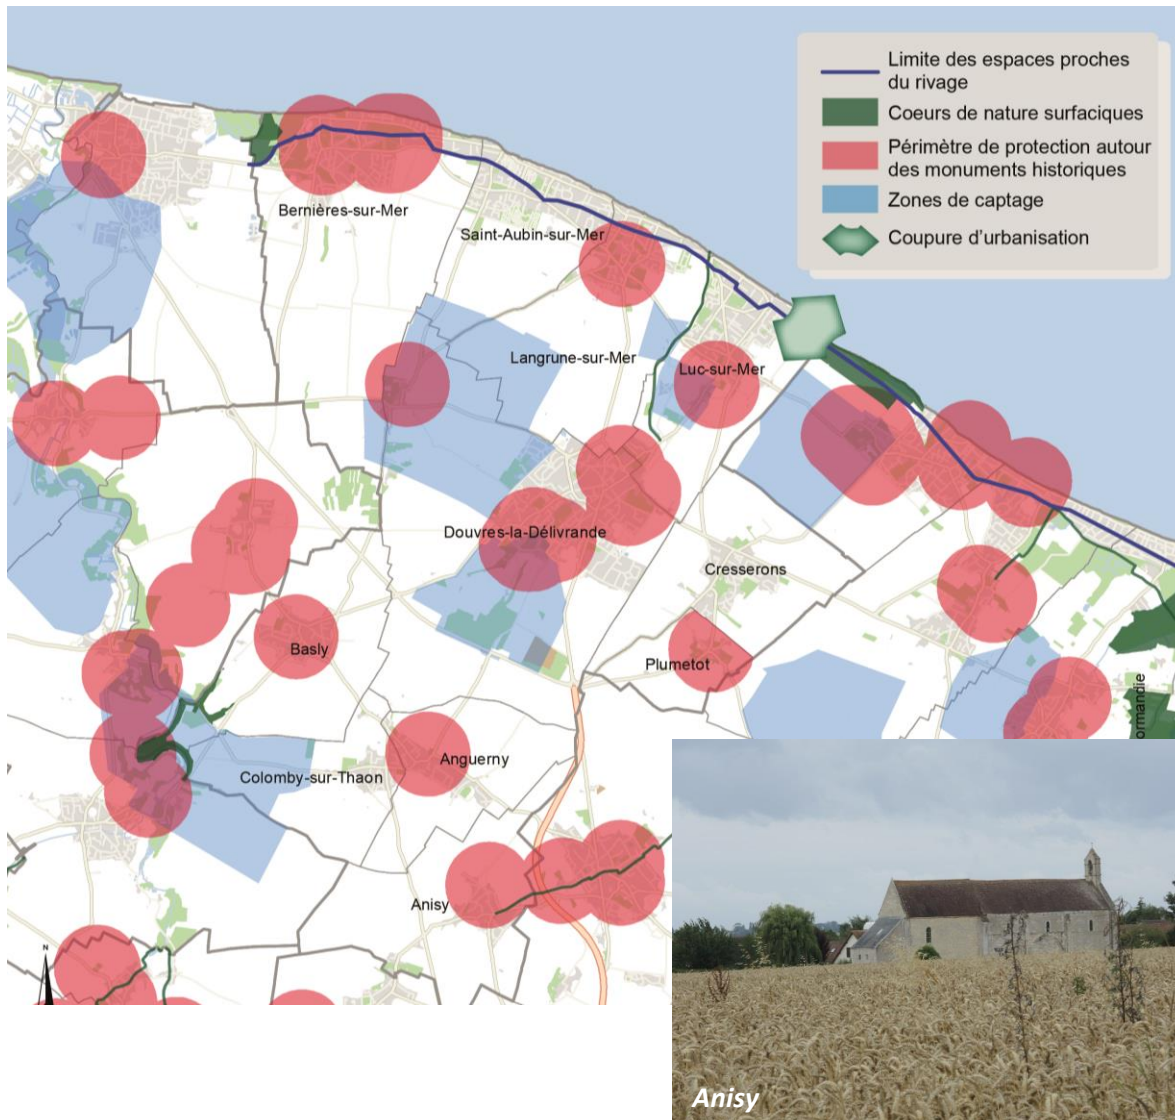 Limite des espaces proches
du rivage
Coeurs de nature surfaciques
Périmètre de protection autour
des monuments historiques
Zones de captage
Coupure d'urbanisation
Bernières-sur-Mer
Saint-Aubin-sur-Mer
Langrune-sur-Mer
Luc-sur-Mer
Douvres-la-Délivrande
Cresserons
Basly
Plumetot
ormandie
Anguerny
Colomby-sur-Thaon
Anisy
N
Anisy